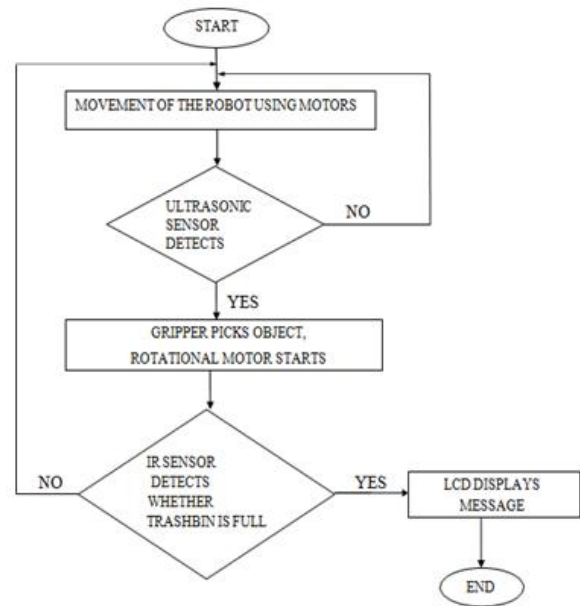 START
MOVEMENT OF THE ROBOT USING MOTORS
ULTRASONIC
SENSOR
DETECTS
NO
YES
GRIPPER PICKS OBJECT,
ROTATIONAL MOTOR STARTS
NO
IR SENSOR
DETECTS
WHETHER
TRASHBIN IS FULL
YES
LCD DISPLAYS
MESSAGE
END